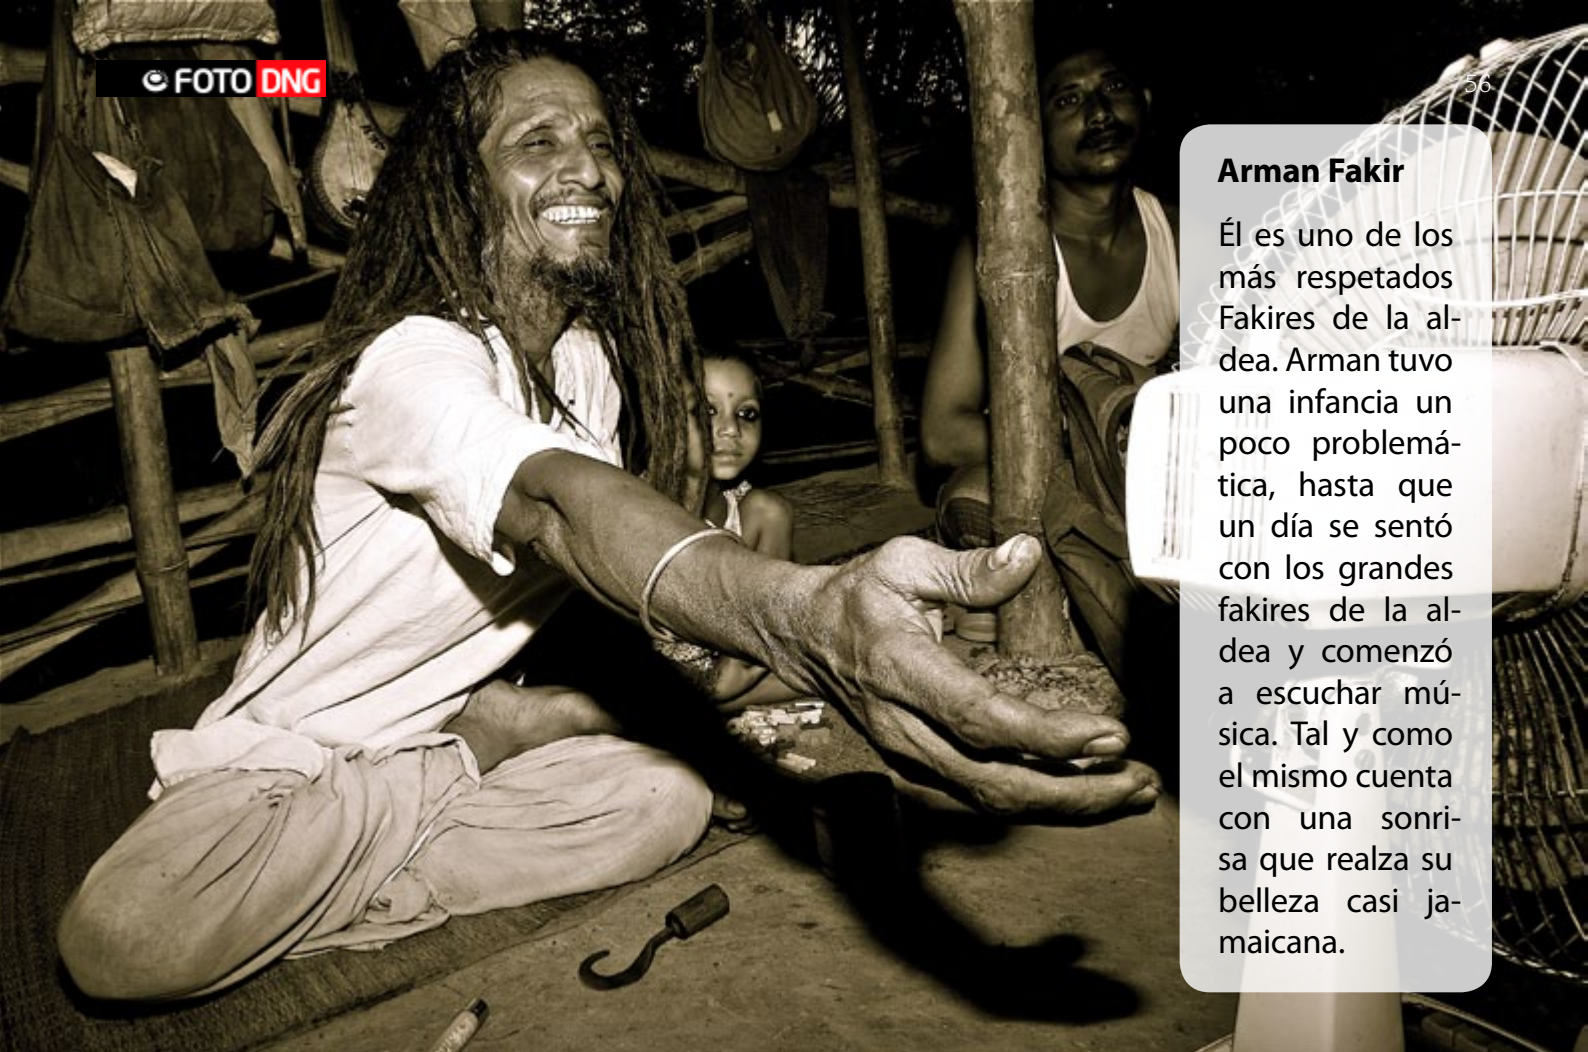 FOTO DNG
56
Arman Fakir
Él es uno de los
más respetados
Fakires de la al-
dea. Arman tuvo
una infancia un
poco problemá-
tica, hasta que
un día se sentó
con los grandes
fakires de la al-
dea y comenzó
a escuchar mú-
sica. Tal y como
el mismo cuenta
con una sonri-
sa que realza su
belleza casi ja-
maicana.